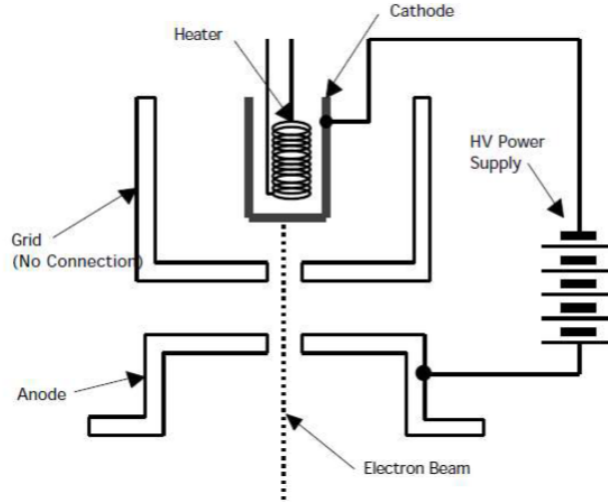 Cathode
Heater
HV Power
Supply
Grid
(No Connection)
Anode
Electron Beam